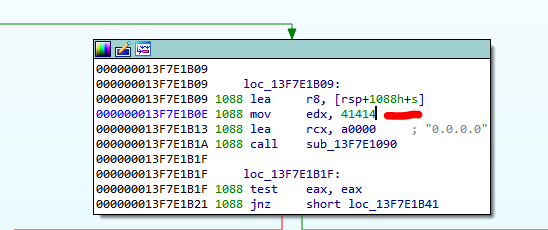 000000013F7E1B09
000000013F7E1B09 loc_13F7E1B09:
000000013F7E1B09 1088 lea r8, [rsp+1088h+s]
000000013F7E1B0E 1088 mov edx, 41414
000000013F7E1B13 1088 lea rcx, a0000 ; "0.0.0.0"
000000013F7E1B1A 1088 call sub_13F7E1090
000000013F7E1B1F
000000013F7E1B1F loc_13F7E1B1F:
000000013F7E1B1F 1088 test eax, eax
000000013F7E1B21 1088 jnz short loc_13F7E1B41